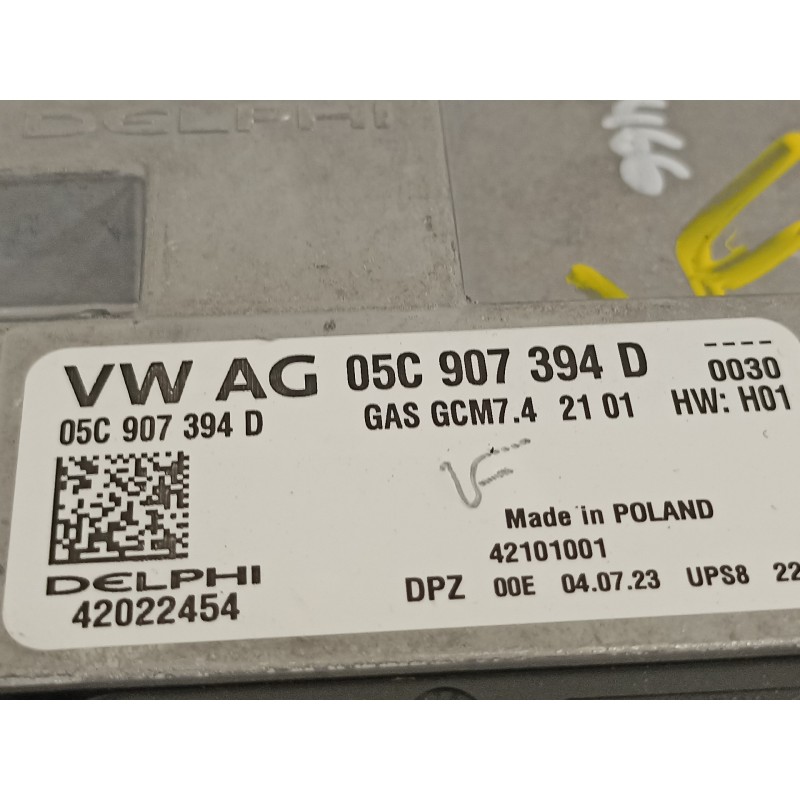 DELPHI
VW AG 05C 907 394 D ---- 0030
05C 907 394 D GAS GCM7.4 21 01 HW: H01
Made in POLAND
42101001
DELPHI
DPZ 00E 04.07.23 UPS8 22
42022454